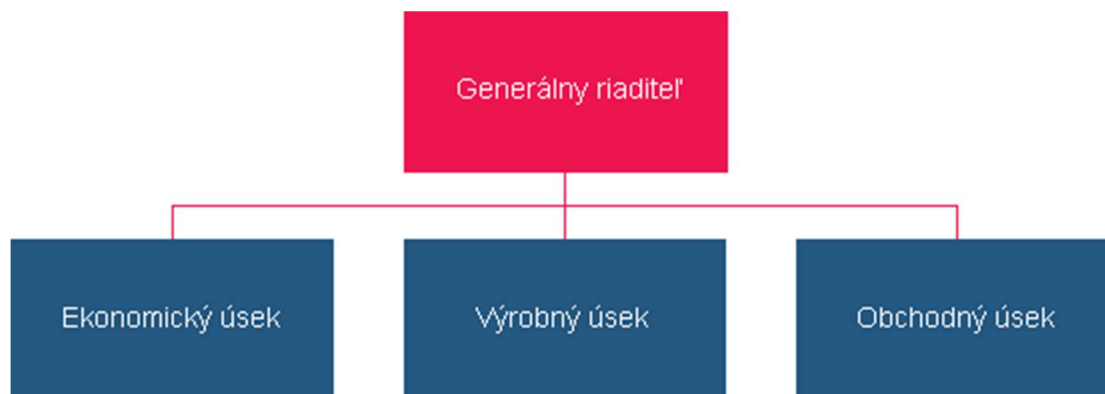 Generálny riaditeľ
Ekonomický úsek
Výrobný úsek
Obchodný úsek